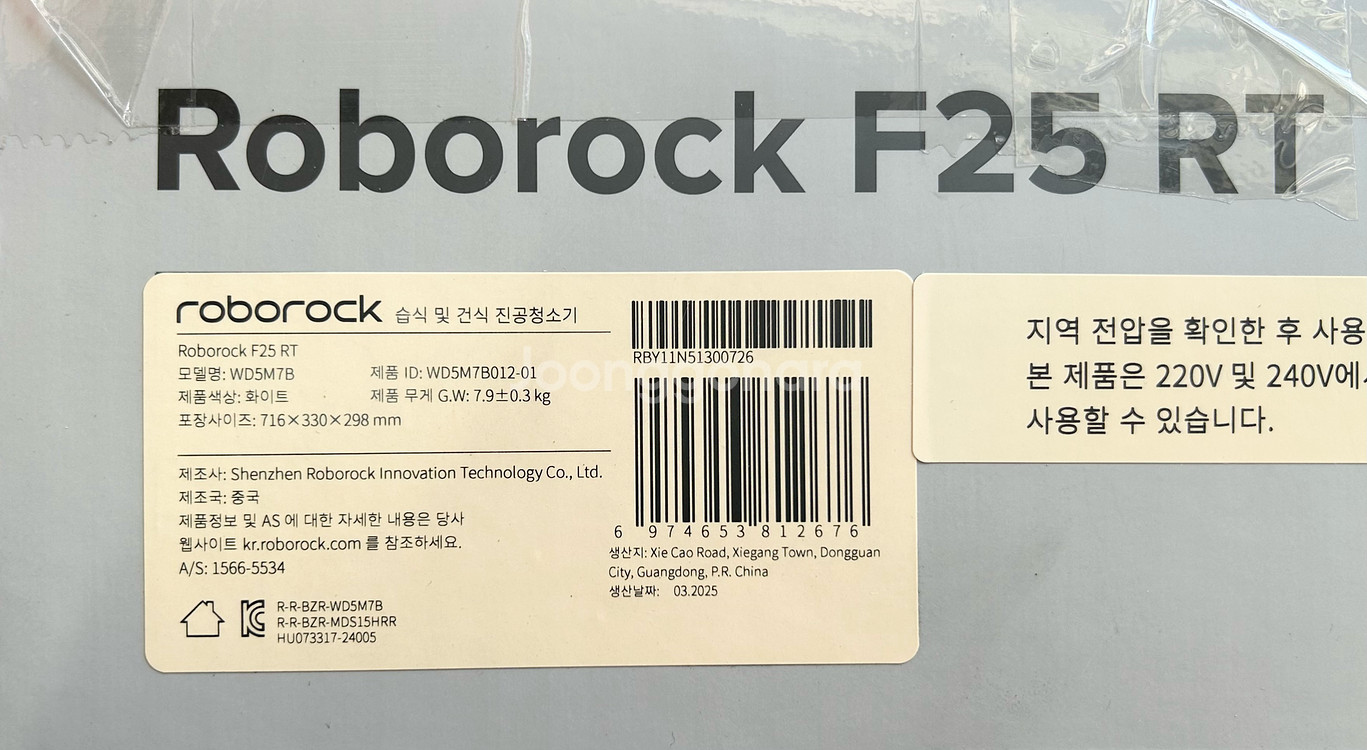 Roborock F25 RT
roborock 습식 및 건식 진공청소기
Roborock F25 RT
모델명: WD5M7B 제품 ID: WD5M7B012-01
제품색상: 화이트 제품 무게 G.W: 7.9±0.3 kg
포장사이즈: 716×330×298 mm
제조사: Shenzhen Roborock Innovation Technology Co., Ltd.
제조국: 중국
제품정보 및 AS 에 대한 자세한 내용은 당사
웹사이트 kr.roborock.com 를 참조하세요.
A/S: 1566-5534
R-R-BZR-WD5M7B
R-R-BZR-MDS15HRR
HU073317-24005
RBY11N51300726
6 974653 812676
생산지: Xie Cao Road, Xiegang Town, Dongguan
City, Guangdong, P.R. China
생산날짜: 03.2025
지역 전압을 확인한 후 사용
본 제품은 220V 및 240V에
사용할 수 있습니다.
Joonggonara